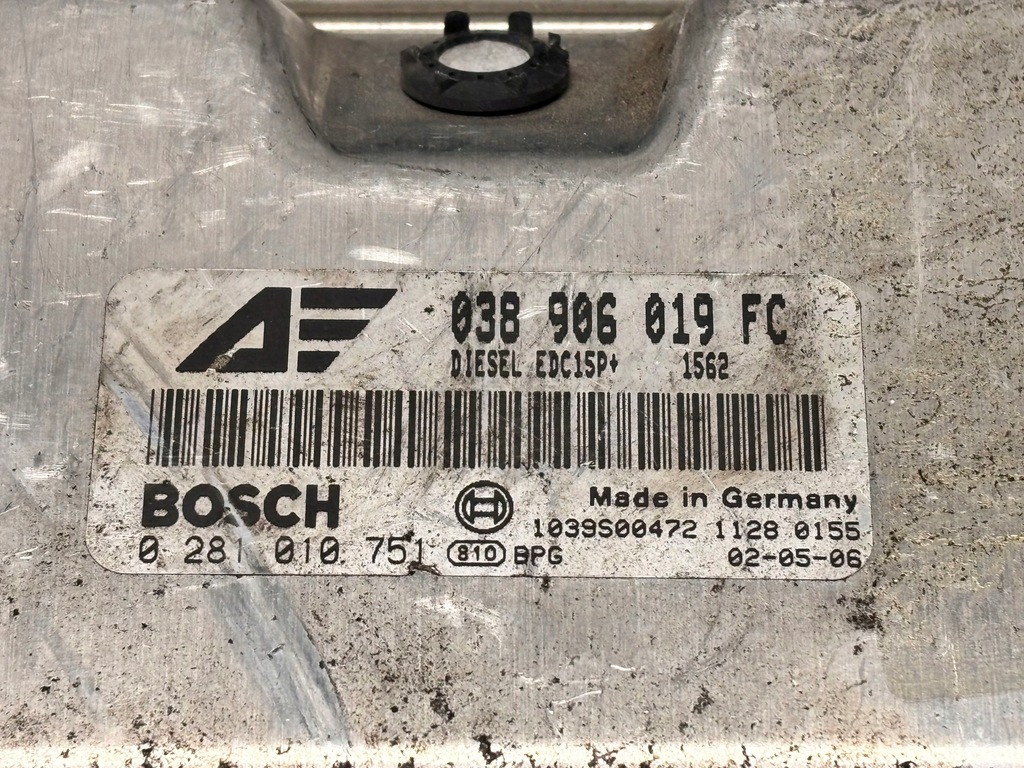 AE
038 906 019 FC
DIESEL EDC15P+ 1562
BOSCH
Made in Germany
1039S00472 1128 0155
0 281 010 751 810 BPG 02-05-06